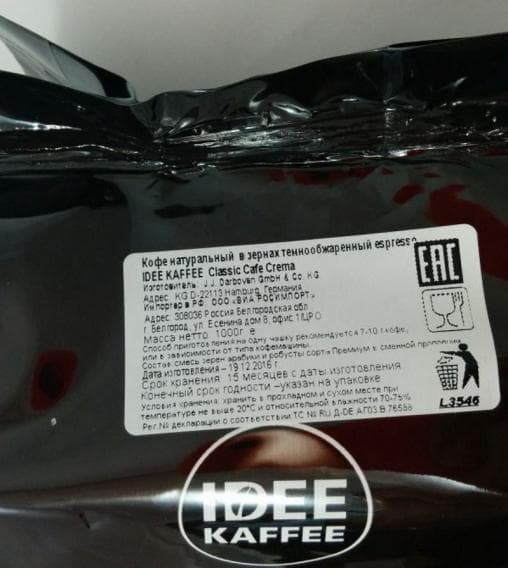 Кофе натуральный в зернах темнообжаренный espresso
IDEE KAFFEE Classic Cafe Crema
Изготовитель: J.J. Darboven GmbH & Co. KG
Адрес: KG D-22113 Hamburg, Германия
Импортер в РФ: ООО «ВИА РОСИМПОРТ»
Адрес: 308036 Россия Белгородская обл
г. Белгород, ул Есенина дом 8, офис 1ЦРО
Масса нетто 1000г е
Способ приготовления на одну чашку рекомендуется 7-10 г кофе,
или в зависимости от типа кофемашины.
Состав смесь зерен арабики и робусты сорта Премиум в сменной пропорции
Дата изготовления – 19 12 2016 г
Срок хранения 15 месяцев с даты изготовления
Конечный срок годности –указан на упаковке
Условия хранения хранить в прохладном и сухом месте при
температуре не выше 20°С и относительной влажности 70-75%
Рег.№ декларации о соответствии ТС № RU Д-DE.АГ03.В.76588
EAC
L3546
IDEE
KAFFEE